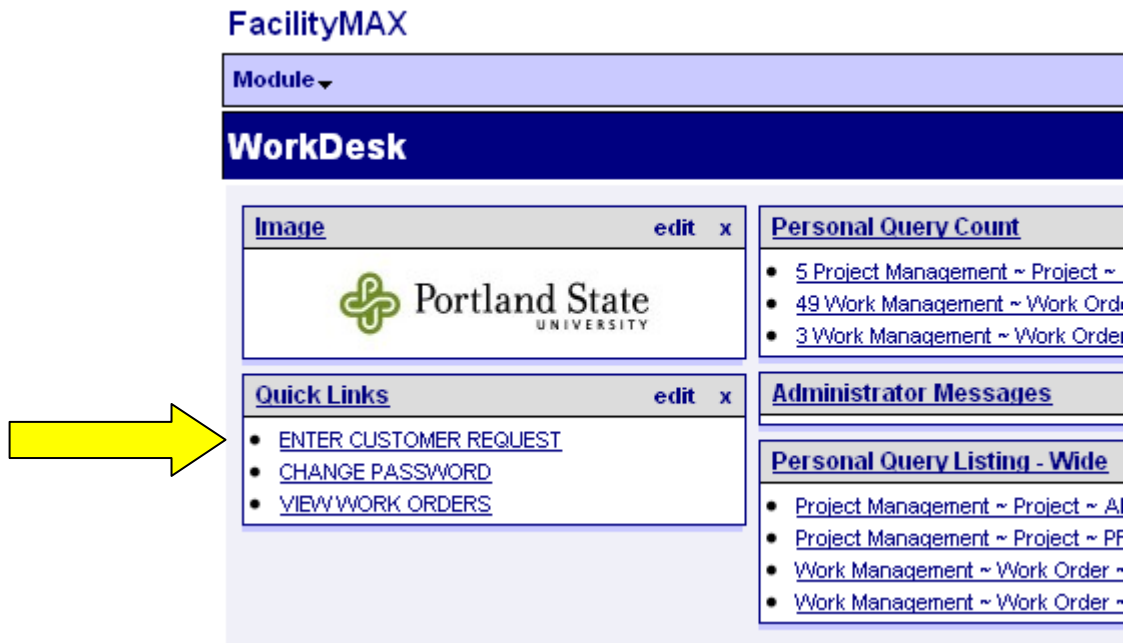 FacilityMAX
Module
WorkDesk
Image edit x
Portland State
UNIVERSITY
Quick Links edit x
ENTER CUSTOMER REQUEST
CHANGE PASSWORD
VIEW WORK ORDERS
Personal Query Count
5 Project Management ~ Project ~
49 Work Management ~ Work Orde
3 Work Management ~ Work Order
Administrator Messages
Personal Query Listing - Wide
Project Management ~ Project ~
Project Management ~ Project ~
Work Management ~ Work Order ~
Work Management ~ Work Order ~